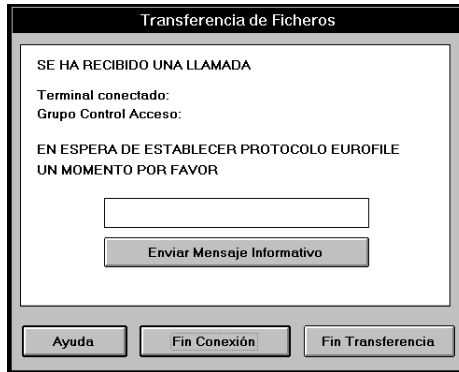 Transferencia de Ficheros
SE HA RECIBIDO UNA LLAMADA
Terminal conectado:
Grupo Control Acceso:
EN ESPERA DE ESTABLECER PROTOCOLO EUROFILE
UN MOMENTO POR FAVOR
Enviar Mensaje Informativo
Ayuda
Fin Conexión
Fin Transferencia